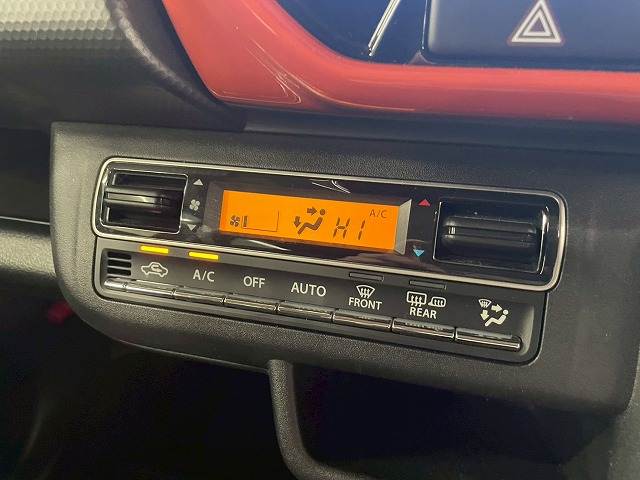 A/C
HI
A/C OFF AUTO FRONT REAR